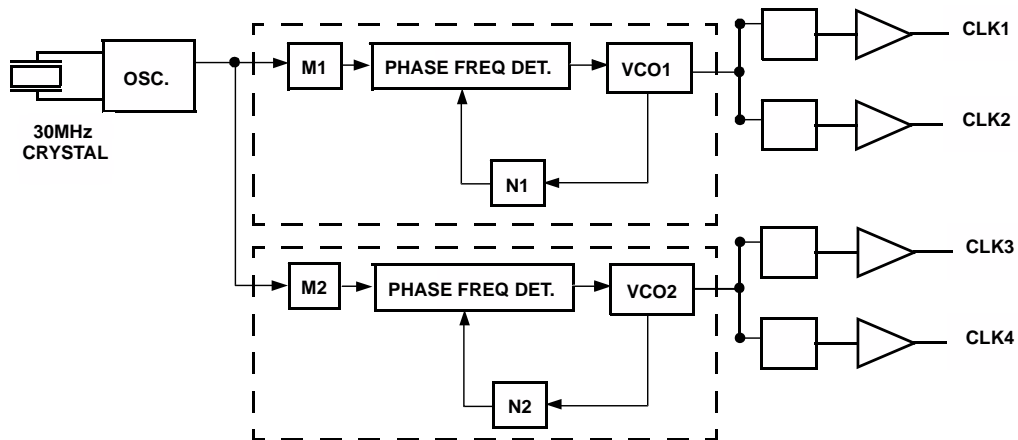 OSC.
30MHz
CRYSTAL
M1
PHASE FREQ DET.
VCO1
N1
CLK1
CLK2
M2
PHASE FREQ DET.
VCO2
N2
CLK3
CLK4